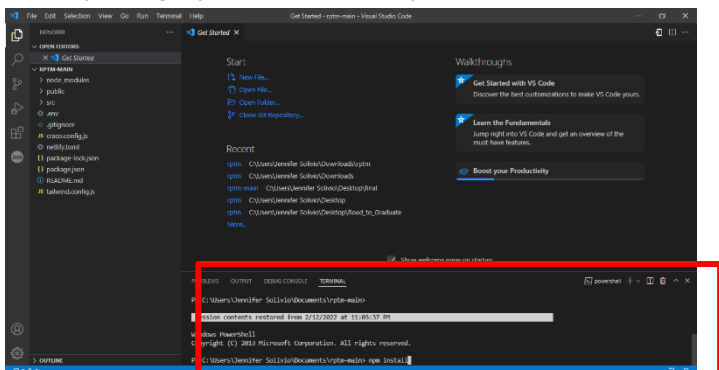 File Edit Selection View Go Run Terminal Help
Get Started - rptm-main - Visual Studio Code
EXPLORER
OPEN EDITORS
Get Started
RPTM-MAIN
node_modules
public
src
.env
.gitignore
craco.config.js
netlify.toml
package-lock.json
package.json
README.md
tailwind.config.js
OUTLINE
Get Started
Start
New File...
Open File...
Open Folder...
Clone Git Repository...
Recent
rptm C:\Users\Jennifer Solivio\Downloads\rptm
rptm C:\Users\Jennifer Solivio\Downloads
rptm-main C:\Users\Jennifer Solivio\Desktop\final
rptm C:\Users\Jennifer Solivio\Desktop
rptm C:\Users\Jennifer Solivio\Desktop\Road_to_Graduate
More...
Walkthroughs
Get Started with VS Code
Discover the best customizations to make VS Code yours.
Learn the Fundamentals
Jump right into VS Code and get an overview of the
must-have features.
Boost your Productivity
Show welcome page on startup
PROBLEMS OUTPUT DEBUG CONSOLE TERMINAL
powershell
PS C:\Users\Jennifer Solivio\Documents\rptm-main>
Session contents restored from 2/12/2022 at 11:03:37 PM
Windows PowerShell
Copyright (C) 2013 Microsoft Corporation. All rights reserved.
PS C:\Users\Jennifer Solivio\Documents\rptm-main> npm install